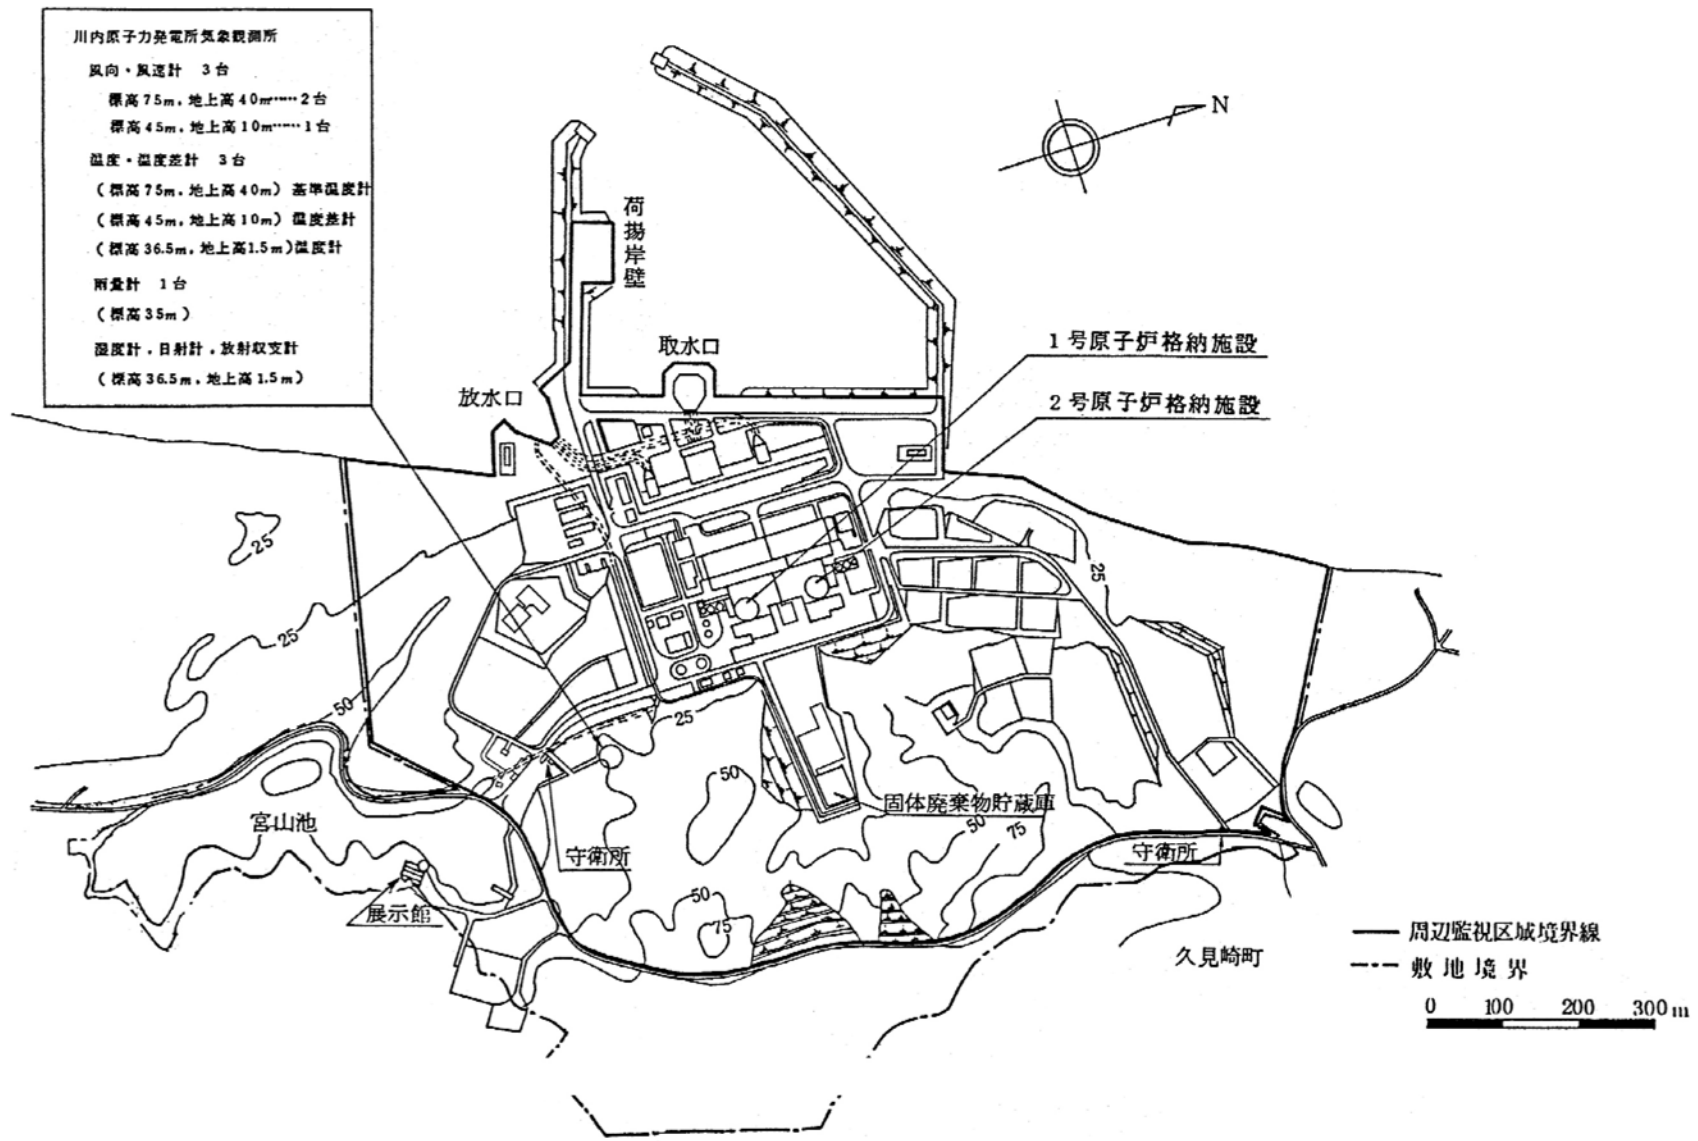 川内原子力発電所気象観測所
風向・風速計 3台
標高75m，地上高40m……2台
標高45m，地上高10m……1台
温度・温度差計 3台
(標高75m，地上高40m) 基準温度計
(標高45m，地上高10m) 温度差計
(標高36.5m，地上高1.5m)温度計
雨量計 1台
(標高35m)
湿度計，日射計，放射収支計
(標高36.5m，地上高1.5m)
N
荷揚岸壁
取水口
放水口
1号原子炉格納施設
2号原子炉格納施設
25
25
25
50
25
50
固体廃棄物貯蔵庫
50
75
宮山池
守衛所
守衛所
展示館
50
75
久見崎町
周辺監視区域境界線
敷地境界
0 100 200 300m